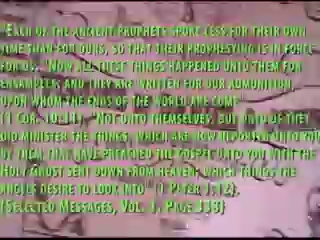 "EACH OF THE ANCIENT PROPHETS SPOKE LESS FOR THEIR OWN
TIME THAN FOR OURS, SO THAT THEIR PROPHESYING IS IN FORCE
FOR US. 'NOW ALL THESE THINGS HAPPENED UNTO THEM FOR
ENSAMPLES: AND THEY ARE WRITTEN FOR OUR ADMONITION,
UPON WHOM THE ENDS OF THE WORLD ARE COME'
(1 COR. 10:11). 'NOT UNTO THEMSELVES, BUT UNTO US THEY
DID MINISTER THE THINGS, WHICH ARE NOW REPORTED UNTO YOU
BY THEM THAT HAVE PREACHED THE GOSPEL UNTO YOU WITH THE
HOLY GHOST SENT DOWN FROM HEAVEN; WHICH THINGS THE
ANGELS DESIRE TO LOOK INTO' (1 PETER 1:12).
(SELECTED MESSAGES, VOL. 3, PAGE 338)